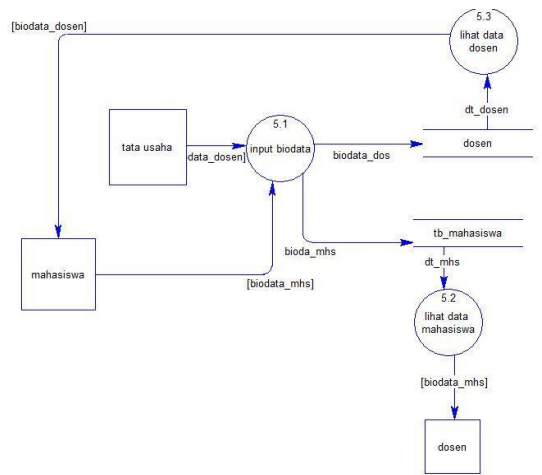 [biodata_dosen]
5.3
lihat data
dosen
dt_dosen
tata usaha
data_dosen]
5.1
input biodata
biodata_dos
dosen
mahasiswa
[biodata_mhs]
bioda_mhs
tb_mahasiswa
dt_mhs
5.2
lihat data
mahasiswa
[biodata_mhs]
dosen